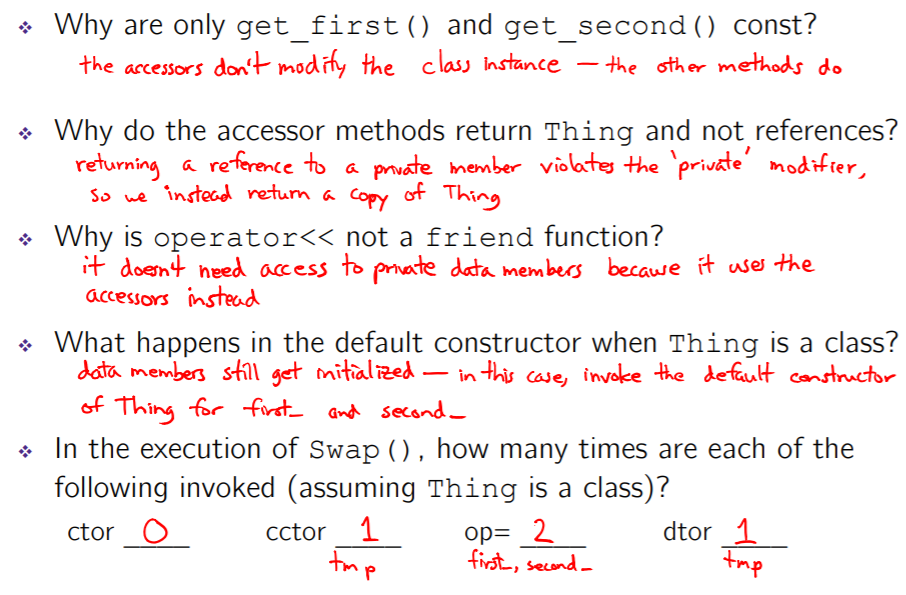 ❖ Why are only get_first() and get_second() const?
the accessors don't modify the class instance — the other methods do
❖ Why do the accessor methods return Thing and not references?
returning a reference to a private member violates the 'private' modifier,
so we instead return a copy of Thing
❖ Why is operator<< not a friend function?
it doesn't need access to private data members because it uses the
accessors instead
❖ What happens in the default constructor when Thing is a class?
data members still get initialized — in this case, invoke the default constructor
of Thing for first_ and second_
❖ In the execution of Swap(), how many times are each of the
following invoked (assuming Thing is a class)?
ctor 0 cctor 1 op= 2 dtor 1
tmp first_, second_ tmp